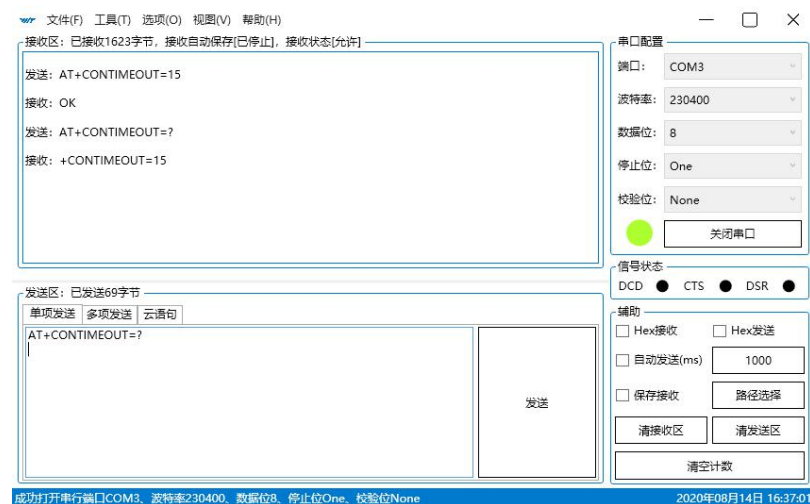 文件(F) 工具(T) 选项(O) 视图(V) 帮助(H)
接收区：已接收1623字节，接收自动保存[已停止]，接收状态[允许]
发送：AT+CONTIMEOUT=15
接收：OK
发送：AT+CONTIMEOUT=?
接收：+CONTIMEOUT=15
发送区：已发送69字节
单项发送 多项发送 云语句
AT+CONTIMEOUT=?
发送
串口配置
端口： COM3
波特率： 230400
数据位： 8
停止位： One
校验位： None
关闭串口
信号状态
DCD CTS DSR
辅助
Hex接收 Hex发送
自动发送(ms) 1000
保存接收 路径选择
清接收区 清发送区
清空计数
成功打开串行端口COM3、波特率230400、数据位8、停止位One、校验位None 2020年08月14日 16:37:01